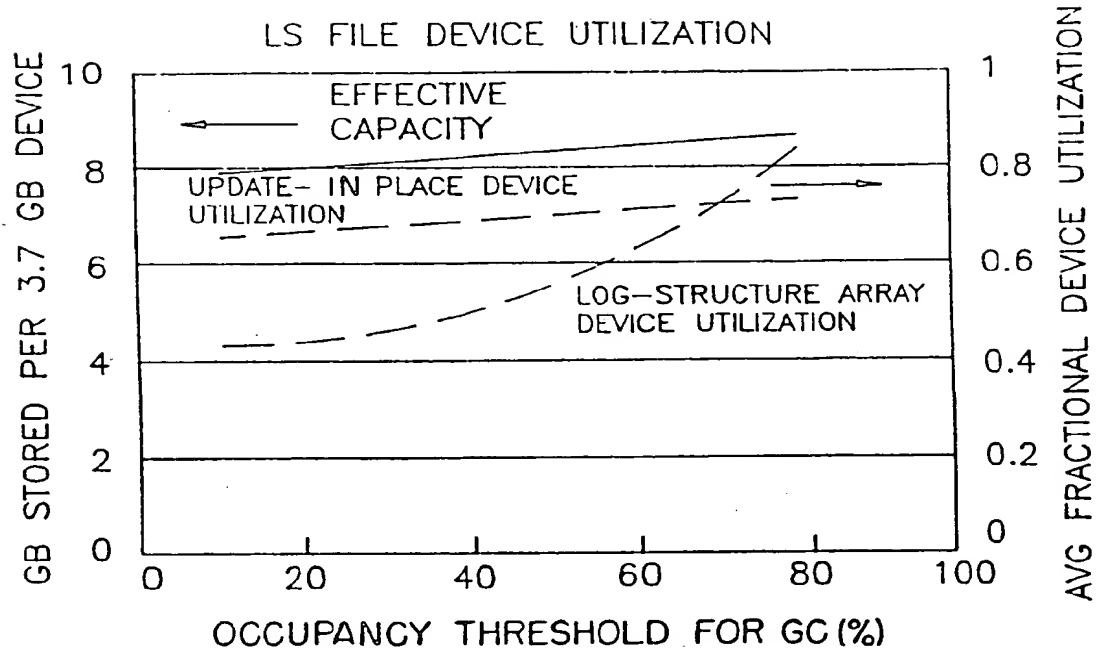 LS FILE DEVICE UTILIZATION
GB STORED PER 3.7 GB DEVICE
10
8
6
4
2
0
EFFECTIVE
CAPACITY
UPDATE- IN PLACE DEVICE
UTILIZATION
LOG-STRUCTURE ARRAY
DEVICE UTILIZATION
1
0.8
0.6
0.4
0.2
0
AVG FRACTIONAL DEVICE UTILIZATION
0 20 40 60 80 100
OCCUPANCY THRESHOLD FOR GC (%)